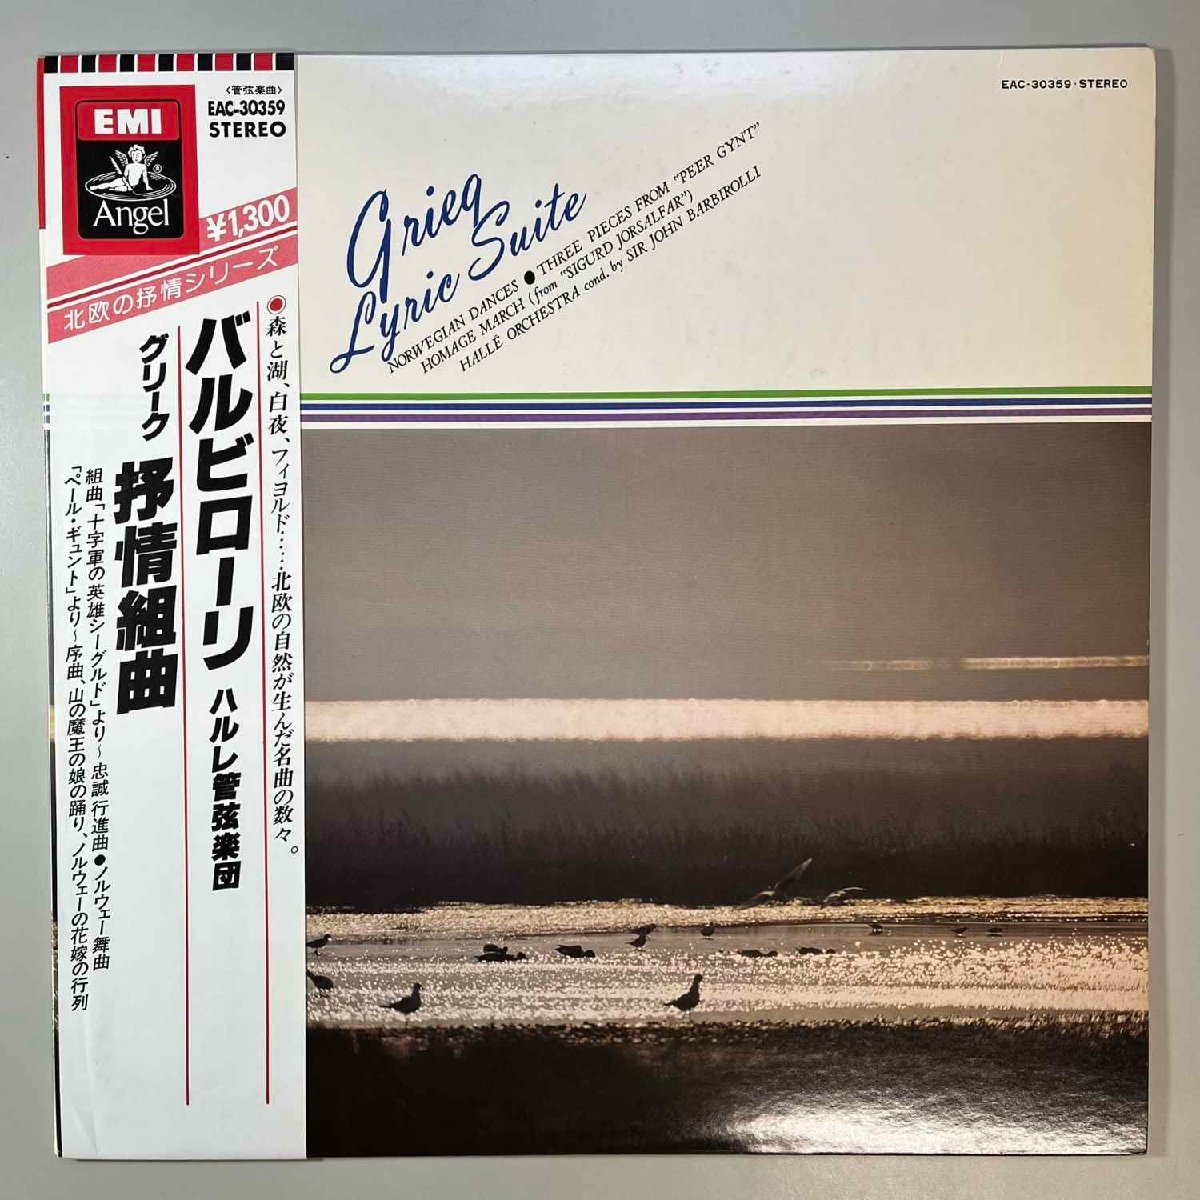 EMI
Angel
〈管弦楽曲〉
EAC-30359
STEREO
¥1,300
北欧の抒情シリーズ
●森と湖、白夜、フィヨルド……北欧の自然が生んだ名曲の数々。
バルビローリ ハルレ管弦楽団
グリーク 抒情組曲
組曲「十字軍の英雄シーグルド」より〜忠誠行進曲●ノルウェー舞曲
「ペール・ギュント」より〜序曲、山の魔王の娘の踊り、ノルウェーの花嫁の行列
EAC-30359・STEREO
Grieg
Lyric Suite
NORWEGIAN DANCES ● THREE PIECES FROM "PEER GYNT"
HOMAGE MARCH (from "SIGURD JORSALFAR")
HALLÉ ORCHESTRA cond. by SIR JOHN BARBIROLLI